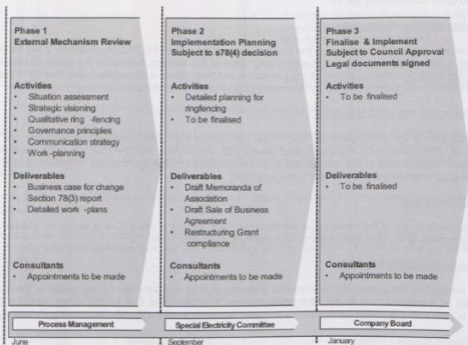 Phase 1
External Mechanism Review
Activities
• Situation assessment
• Strategic visioning
• Qualitative ring -fencing
• Governance principles
• Communication strategy
• Work -planning
Deliverables
• Business case for change
• Section 78(3) report
• Detailed work -plans
Consultants
• Appointments to be made
Phase 2
Implementation Planning
Subject to s78(4) decision
Activities
• Detailed planning for
ringfencing
• To be finalised
Deliverables
• Draft Memoranda of
Association
• Draft Sale of Business
Agreement
• Restructuring Grant
compliance
Consultants
• Appointments to be made
Phase 3
Finalise & Implement
Subject to Council Approval
Legal documents signed
Activities
• To be finalised
Deliverables
• To be finalised
Consultants
• Appointments to be made
Process Management
Special Electricity Committee
Company Board
June
September
January